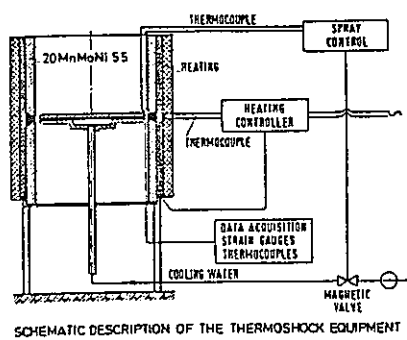 THERMOCOUPLE
SPRAY
CONTROL
20MnMoNi 55
HEATING
HEATING
CONTROLLER
THERMOCOUPLE
DATA ACQUISITION
STRAIN GAUGES
THERMOCOUPLES
COOLING WATER
MAGNETIC
VALVE
SCHEMATIC DESCRIPTION OF THE THERMOSHOCK EQUIPMENT